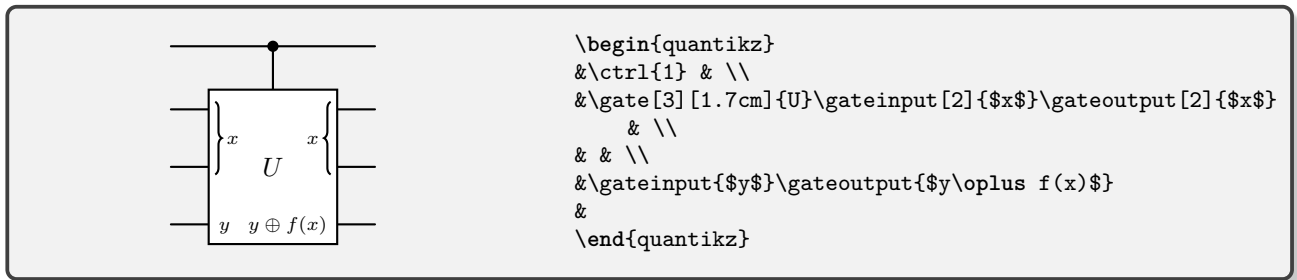 x x
U
y y ⊕ f(x)
\begin{quantikz}
&\ctrl{1} & \\
&\gate[3][1.7cm]{U}\gateinput[2]{$x$}\gateoutput[2]{$x$}
& \\
& & \\
&\gateinput{$y$}\gateoutput{$y\oplus f(x)$}
&
\end{quantikz}